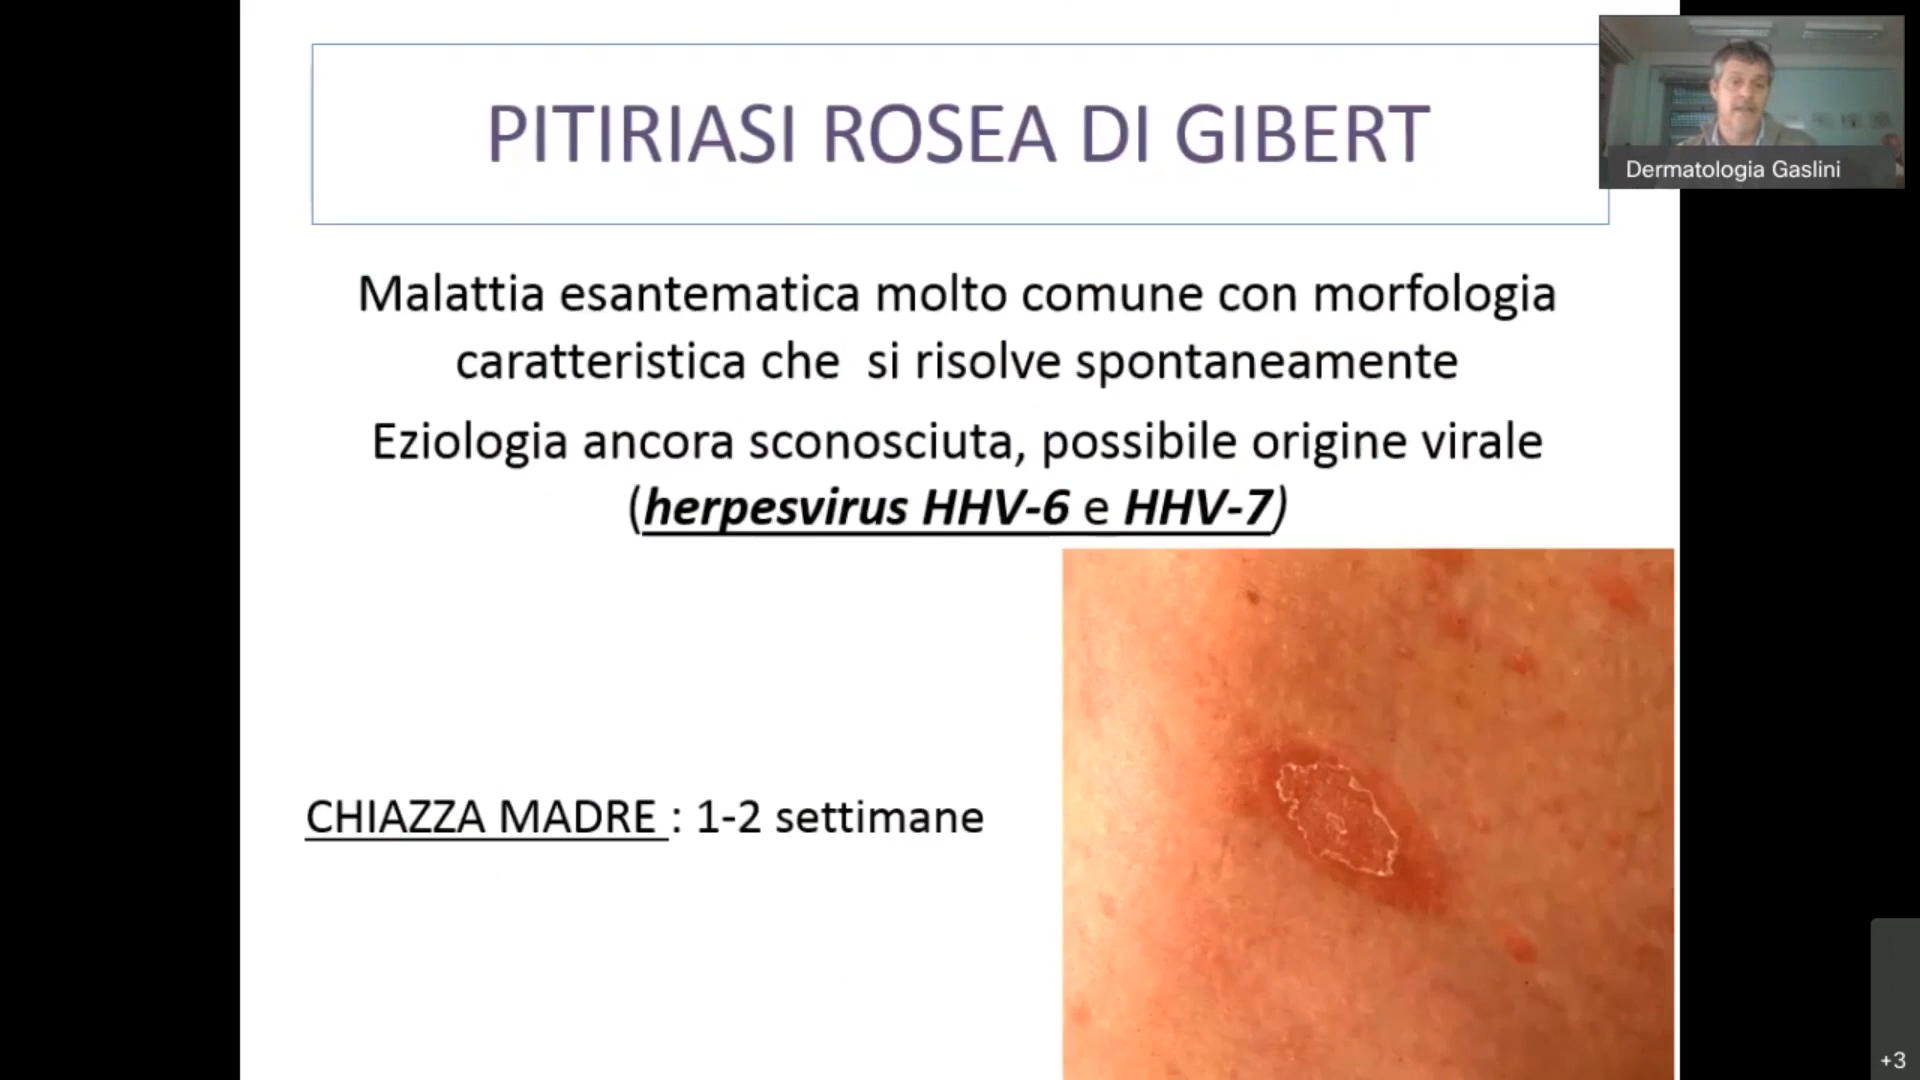 PITIRIASI ROSEA DI GIBERT
Dermatologia Gaslini
Malattia esantematica molto comune con morfologia
caratteristica che  si risolve spontaneamente
Eziologia ancora sconosciuta, possibile origine virale
(herpesvirus HHV-6 e HHV-7)
CHIAZZA MADRE : 1-2 settimane
+3